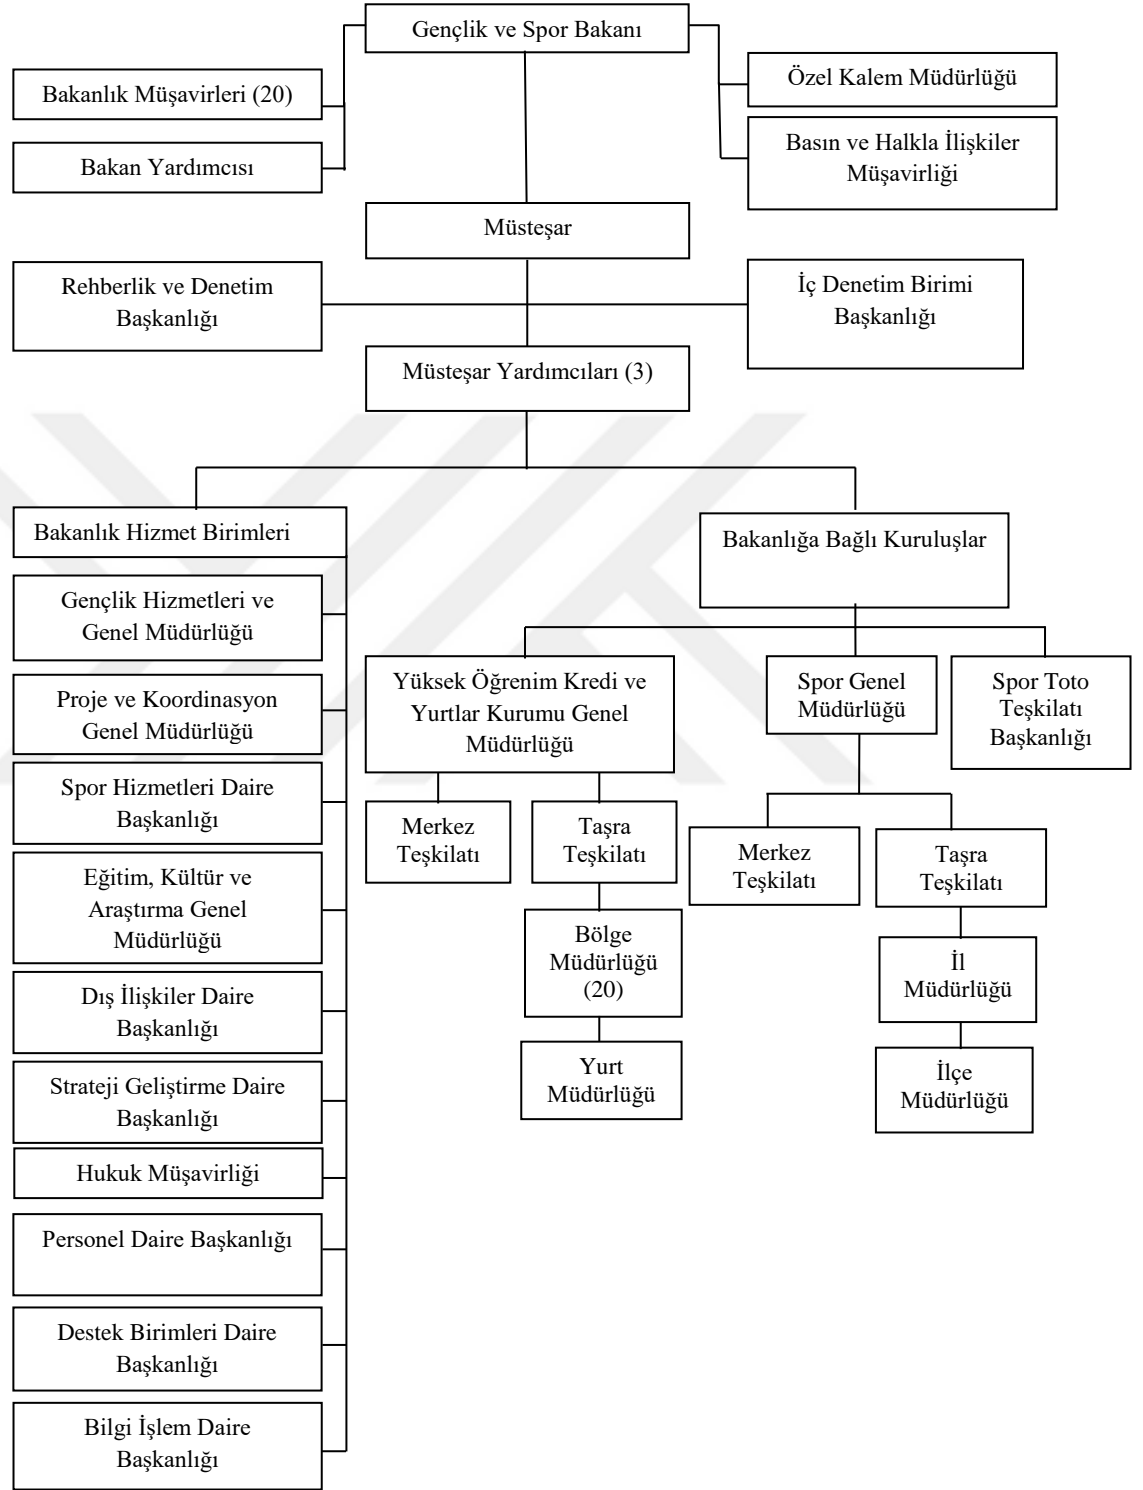 Gençlik ve Spor Bakanı
Bakanlık Müşavirleri (20)
Bakan Yardımcısı
Özel Kalem Müdürlüğü
Basın ve Halkla İlişkiler
Müşavirliği
Müsteşar
Rehberlik ve Denetim
Başkanlığı
İç Denetim Birimi
Başkanlığı
Müsteşar Yardımcıları (3)
Bakanlık Hizmet Birimleri
Gençlik Hizmetleri ve
Genel Müdürlüğü
Proje ve Koordinasyon
Genel Müdürlüğü
Spor Hizmetleri Daire
Başkanlığı
Eğitim, Kültür ve
Araştırma Genel
Müdürlüğü
Dış İlişkiler Daire
Başkanlığı
Strateji Geliştirme Daire
Başkanlığı
Hukuk Müşavirliği
Personel Daire Başkanlığı
Destek Birimleri Daire
Başkanlığı
Bilgi İşlem Daire
Başkanlığı
Bakanlığa Bağlı Kuruluşlar
Yüksek Öğrenim Kredi ve
Yurtlar Kurumu Genel
Müdürlüğü
Merkez
Teşkilatı
Taşra
Teşkilatı
Bölge
Müdürlüğü
(20)
Yurt
Müdürlüğü
Spor Genel
Müdürlüğü
Merkez
Teşkilatı
Taşra
Teşkilatı
İl
Müdürlüğü
İlçe
Müdürlüğü
Spor Toto
Teşkilatı
Başkanlığı